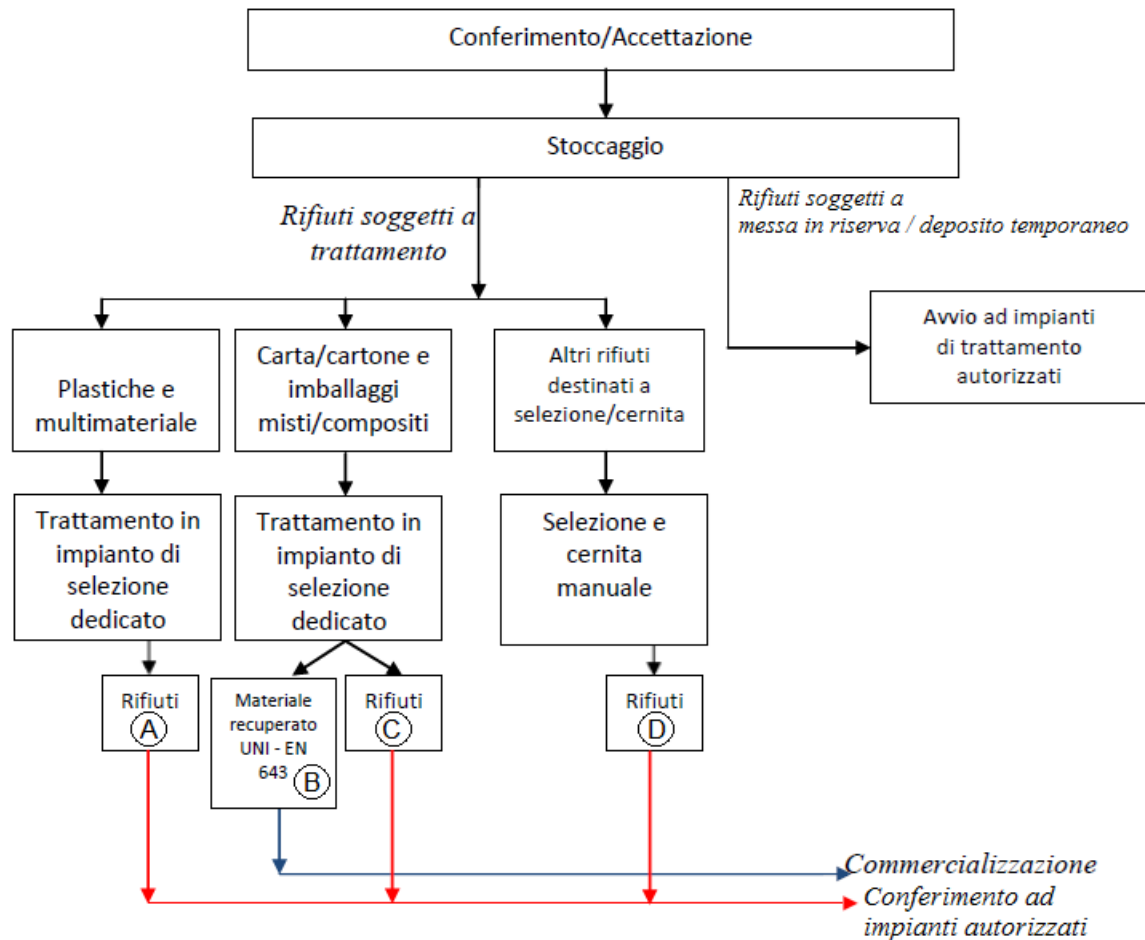 Conferimento/Accettazione
Stoccaggio
Rifiuti soggetti a
trattamento
Rifiuti soggetti a
messa in riserva / deposito temporaneo
Avvio ad impianti
di trattamento
autorizzati
Plastiche e
multimateriale
Carta/cartone e
imballaggi
misti/compositi
Altri rifiuti
destinati a
selezione/cernita
Trattamento in
impianto di
selezione
dedicato
Trattamento in
impianto di
selezione
dedicato
Selezione e
cernita
manuale
Rifiuti
A
Materiale
recuperato
UNI - EN
643
B
Rifiuti
C
Rifiuti
D
Commercializzazione
Conferimento ad
impianti autorizzati